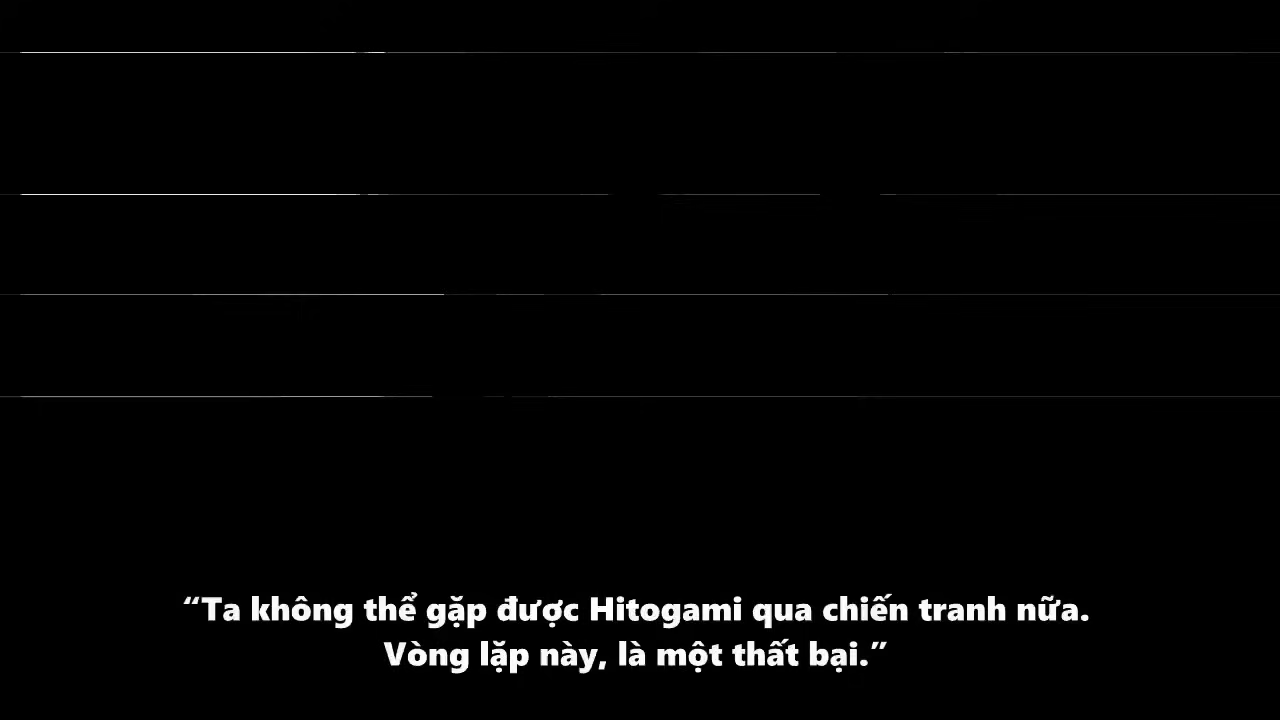 “Ta không thể gặp được Hitogami qua chiến tranh nữa.
Vòng lặp này, là một thất bại.”